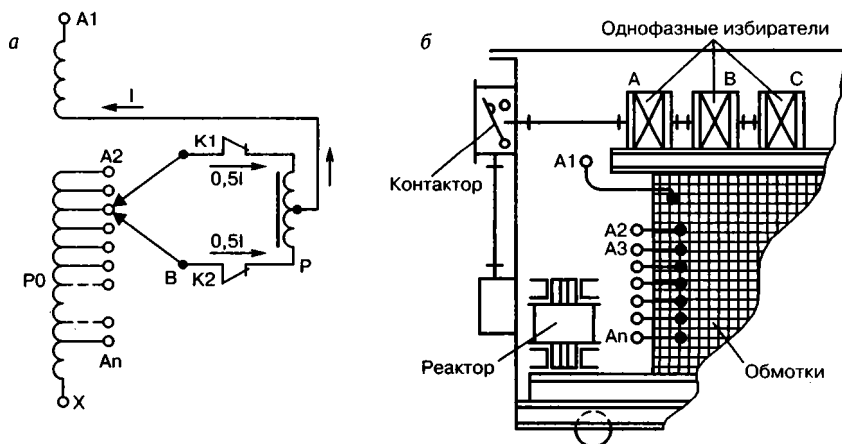 а
A1
I
A2
K1
0,5I
0,5I
B
K2
P
P0
An
X
б
Однофазные избиратели
A
B
C
Контактор
A1
A2
A3
An
Реактор
Обмотки